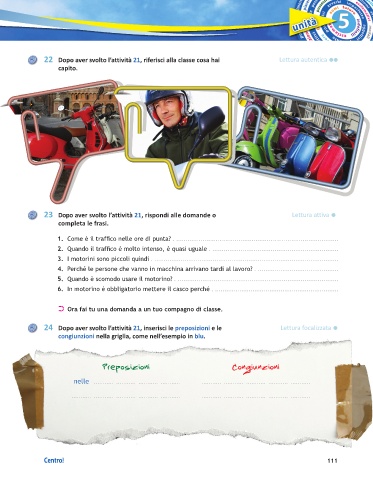 unità 5
22 Dopo aver svolto l'attività 21, riferisci alla classe cosa hai
capito.
Lettura autentica
23 Dopo aver svolto l'attività 21, rispondi alle domande o
completa le frasi.
Lettura attiva
1. Come è il traffico nelle ore di punta?
2. Quando il traffico è molto intenso, è quasi uguale
3. I motorini sono piccoli quindi
4. Perché le persone che vanno in macchina arrivano tardi al lavoro?
5. Quando è scomodo usare il motorino?
6. In motorino è obbligatorio mettere il casco perché
Ora fai tu una domanda a un tuo compagno di classe.
24 Dopo aver svolto l'attività 21, inserisci le preposizioni e le
congiunzioni nella griglia, come nell'esempio in blu.
Lettura focalizzata
Preposizioni Congiunzioni
nelle
Centro! 111